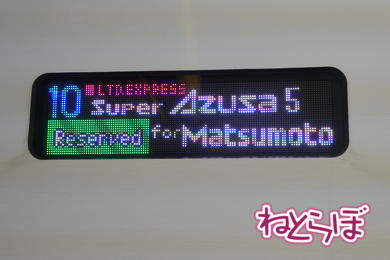 10 LTD.EXPRESS
Super Azusa 5
Reserved for Matsumoto
ねとらぼ